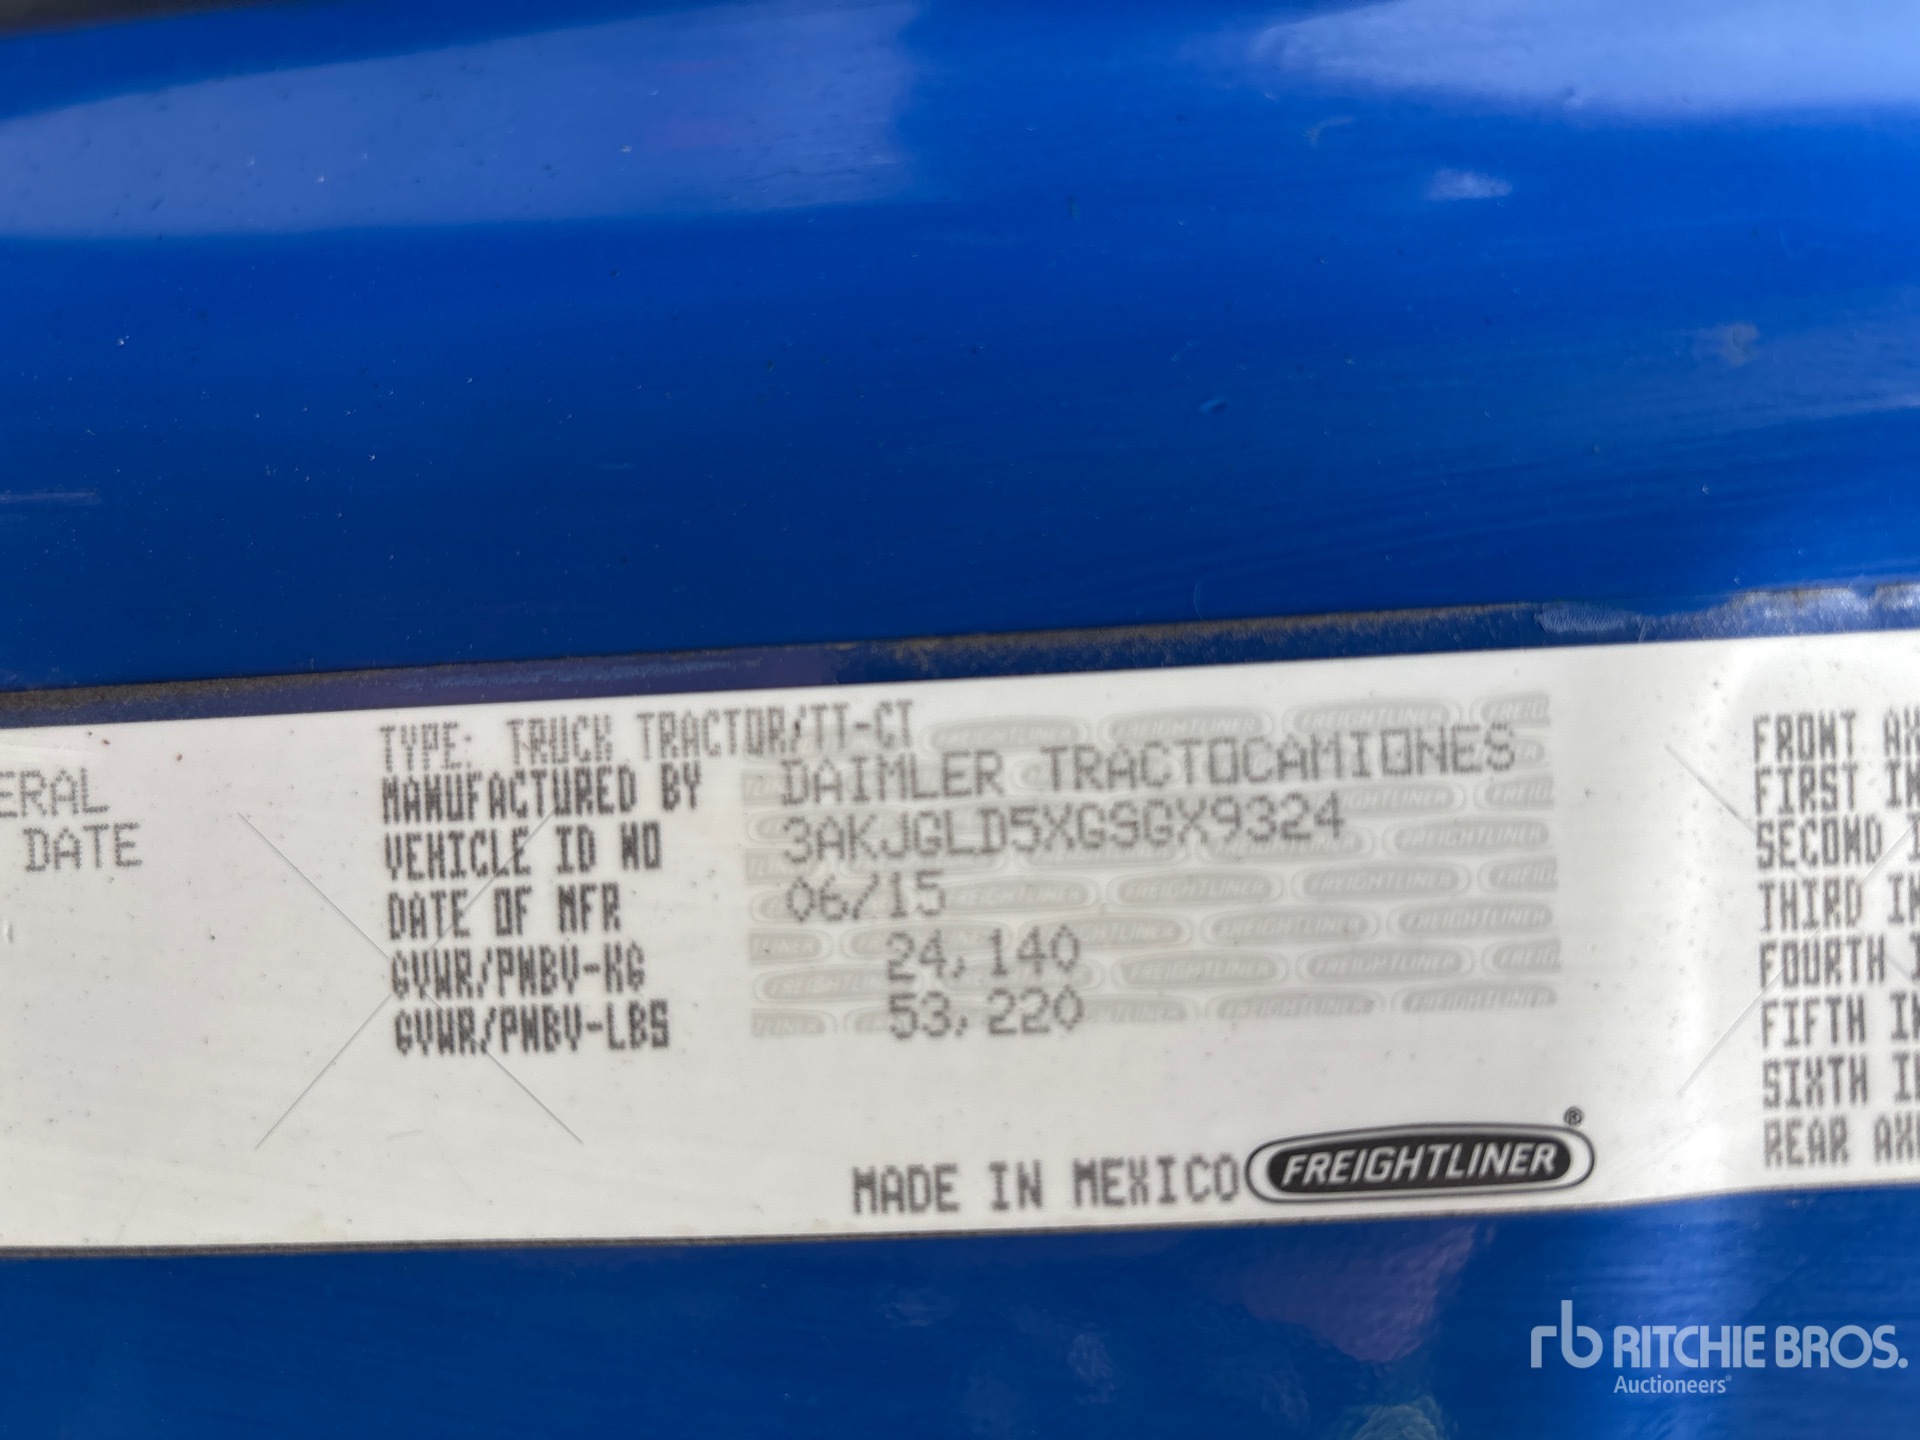 ERAL
DATE
TYPE: TRUCK TRACTOR/TT-CT
MANUFACTURED BY DAIMLER TRACTOCAMIONES
VEHICLE ID NO 3AKJGLD5XGSGX9324
DATE OF MFR 06/15
GVWR/PNBV-KG 24,140
GVWR/PNBV-LBS 53,220
MADE IN MEXICO FREIGHTLINER®
FRONT AX
FIRST IN
SECOND I
THIRD IN
FOURTH I
FIFTH IN
SIXTH IN
REAR AX
rb RITCHIE BROS.
Auctioneers